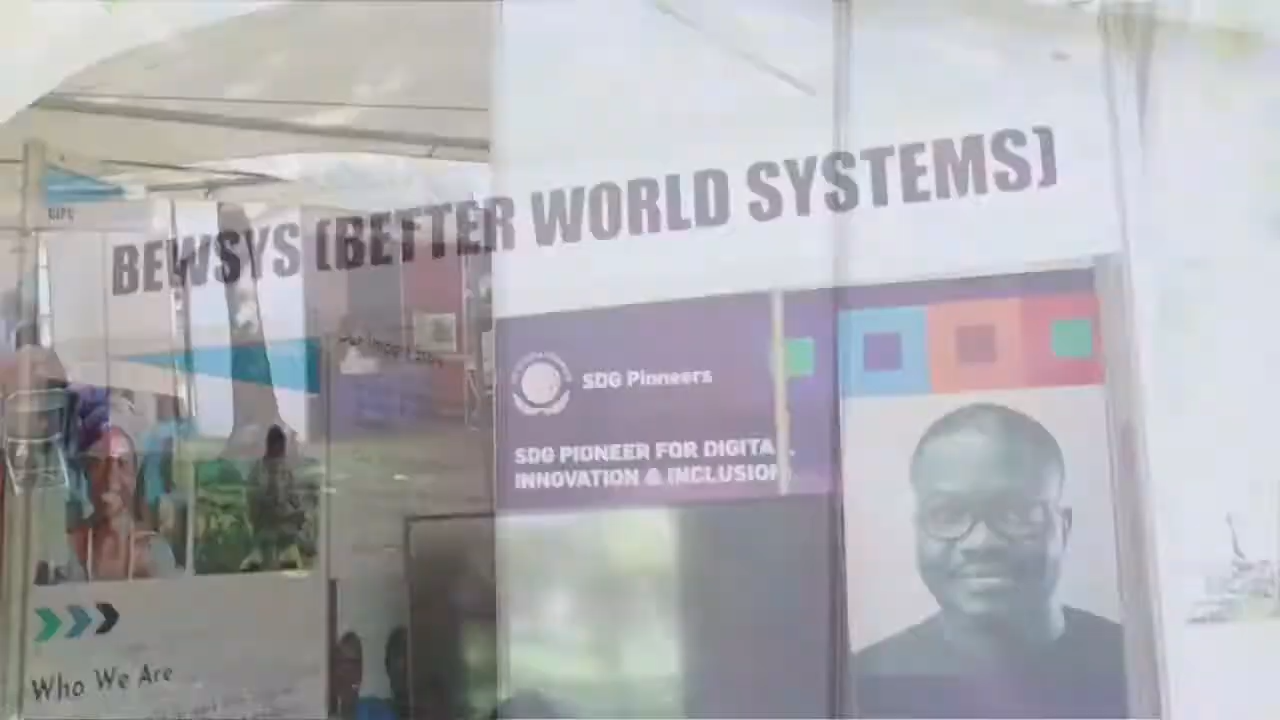 BEWSYS (BETTER WORLD SYSTEMS)
SDG Pioneers
SDG PIONEER FOR DIGITAL
INNOVATION & INCLUSION
Who We Are